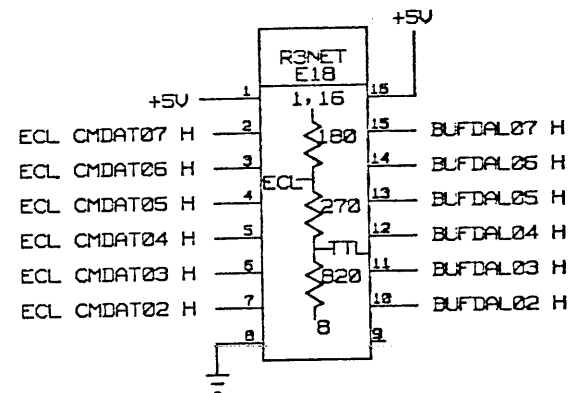 +5V
R3NET
E18
+5V 1 1,16 16
ECL CMDAT07 H 2 180 15 BUFDAL07 H
ECL CMDAT06 H 3 14 BUFDAL06 H
ECL
ECL CMDAT05 H 4 270 13 BUFDAL05 H
ECL CMDAT04 H 5 12 BUFDAL04 H
TTL
ECL CMDAT03 H 6 820 11 BUFDAL03 H
ECL CMDAT02 H 7 10 BUFDAL02 H
8
8 9